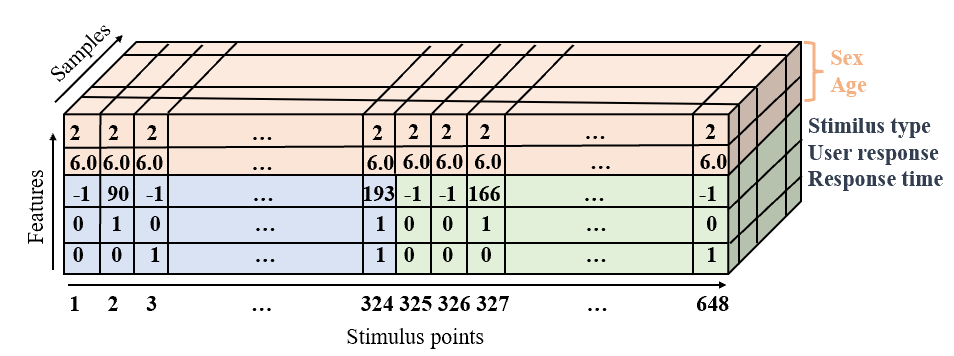 Samples
Sex
Age
Stimilus type
User response
Response time
Features
2 2 2 ... 2 2 2 2 ... 2
6.0 6.0 6.0 ... 6.0 6.0 6.0 6.0 ... 6.0
-1 90 -1 ... 193 -1 -1 166 ... -1
0 1 0 ... 1 0 0 1 ... 0
0 0 1 ... 1 0 0 0 ... 1
1 2 3 ... 324 325 326 327 ... 648
Stimulus points